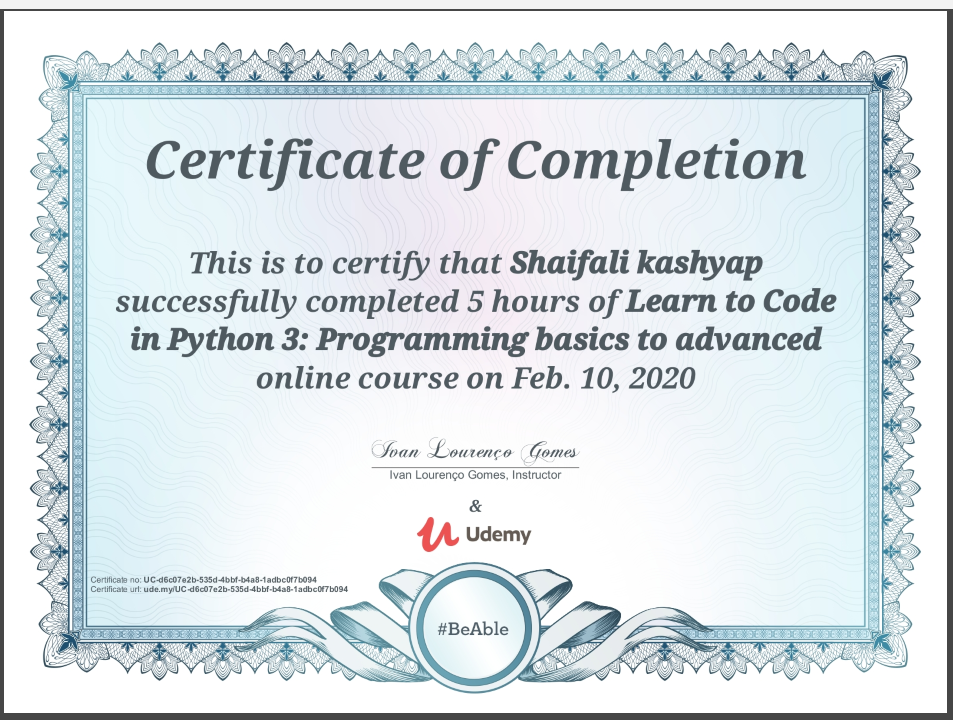 Certificate of Completion
This is to certify that Shaifali kashyap
successfully completed 5 hours of Learn to Code
in Python 3: Programming basics to advanced
online course on Feb. 10, 2020
Ivan Lourenço Gomes
Ivan Lourenço Gomes, Instructor
&
Udemy
Certificate no: UC-d6c07e2b-535d-4bbf-b4a8-1adbc0f7b094
Certificate url: ude.my/UC-d6c07e2b-535d-4bbf-b4a8-1adbc0f7b094
#BeAble